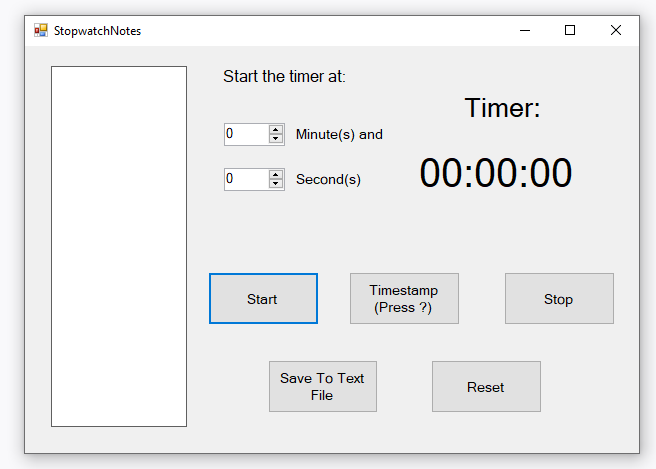 StopwatchNotes
Start the timer at:
Timer:
0 Minute(s) and
00:00:00
0 Second(s)
Start
Timestamp
(Press ?)
Stop
Save To Text
File
Reset